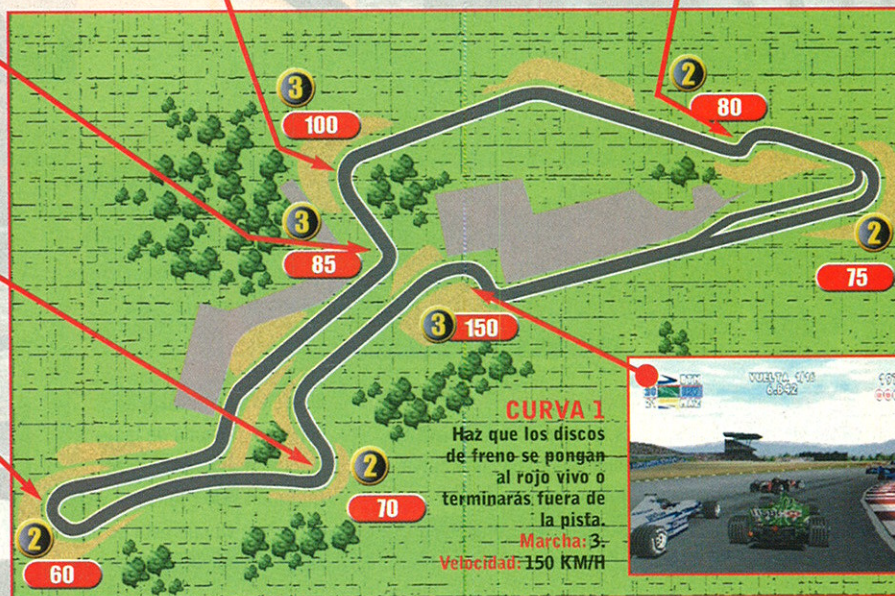 3
100
2
80
3
85
2
75
3 150
CURVA 1
Haz que los discos
de freno se pongan
al rojo vivo o
terminarás fuera de
la pista.
Marcha: 3.
Velocidad: 150 KM/H
VUELTA
6.842
2
70
2
60